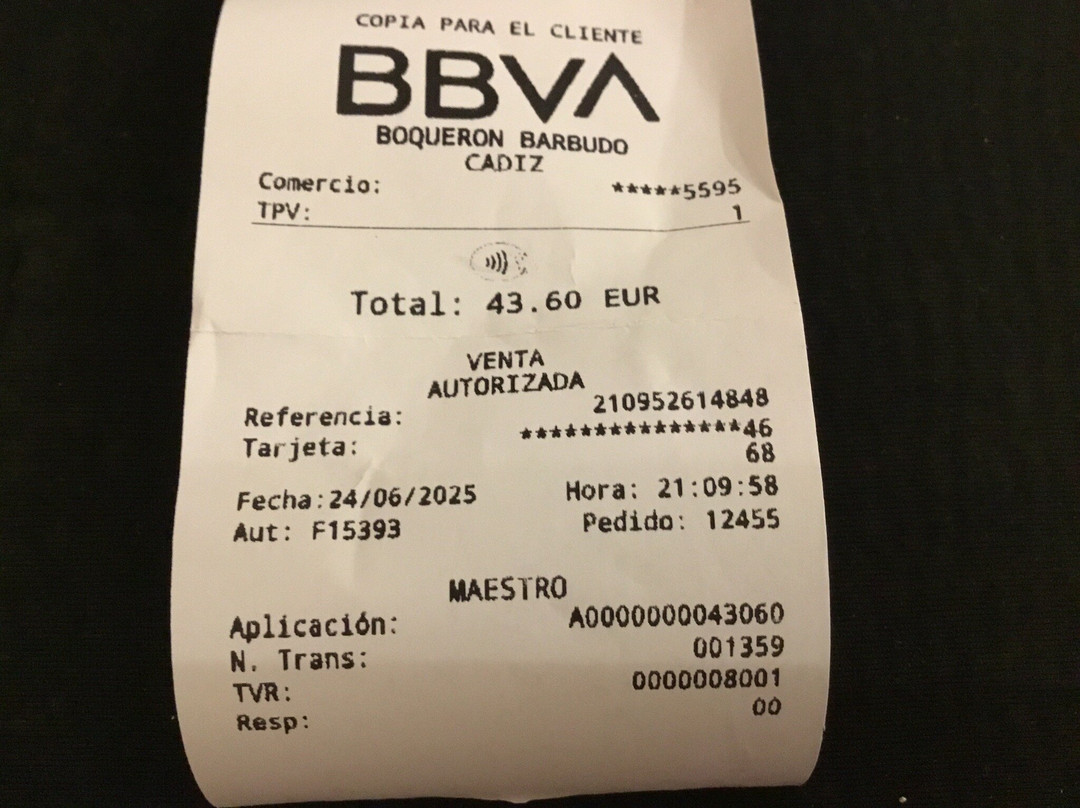 COPIA PARA EL CLIENTE
BBVA
BOQUERON BARBUDO
CADIZ
Comercio: *****5595
TPV: 1
Total: 43.60 EUR
VENTA
AUTORIZADA
Referencia: 210952614848
Tarjeta: ***************46
68
Fecha:24/06/2025 Hora: 21:09:58
Aut: F15393 Pedido: 12455
MAESTRO
Aplicación: A0000000043060
N. Trans: 001359
TVR: 0000008001
Resp: 00